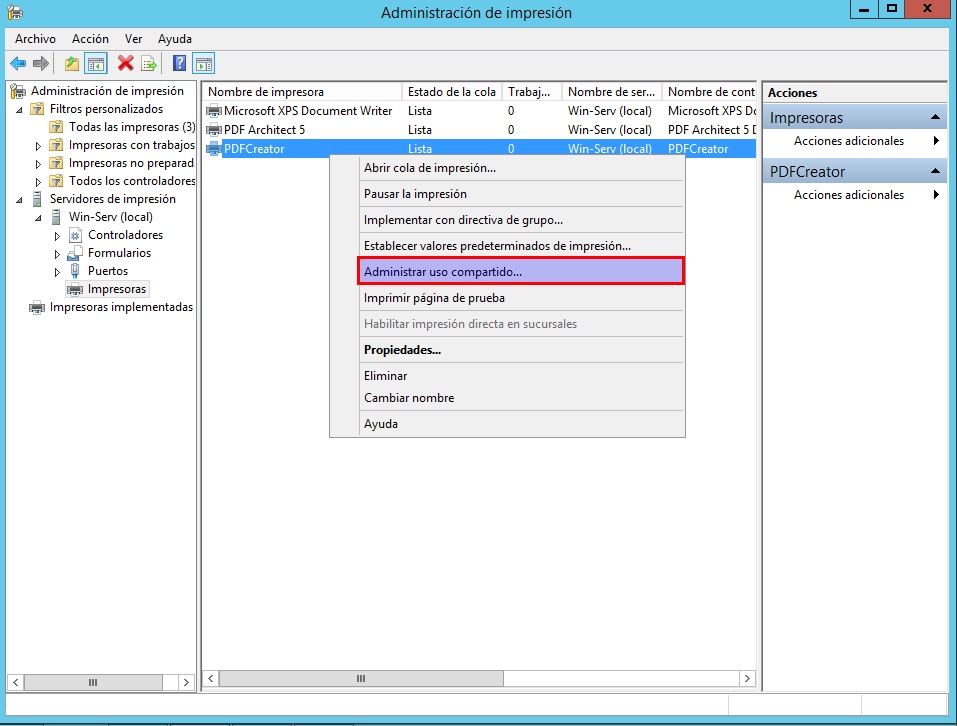 Administración de impresión
Archivo Acción Ver Ayuda
Administración de impresión
Filtros personalizados
Todas las impresoras (3)
Impresoras con trabajos
Impresoras no preparad
Todos los controladores
Servidores de impresión
Win-Serv (local)
Controladores
Formularios
Puertos
Impresoras
Impresoras implementadas
Nombre de impresora Estado de la cola Trabaj... Nombre de ser... Nombre de cont
Microsoft XPS Document Writer Lista 0 Win-Serv (local) Microsoft XPS Do
PDF Architect 5 Lista 0 Win-Serv (local) PDF Architect 5 D
PDFCreator Lista 0 Win-Serv (local) PDFCreator
Abrir cola de impresión...
Pausar la impresión
Implementar con directiva de grupo...
Establecer valores predeterminados de impresión...
Administrar uso compartido...
Imprimir página de prueba
Habilitar impresión directa en sucursales
Propiedades...
Eliminar
Cambiar nombre
Ayuda
Acciones
Impresoras
Acciones adicionales
PDFCreator
Acciones adicionales